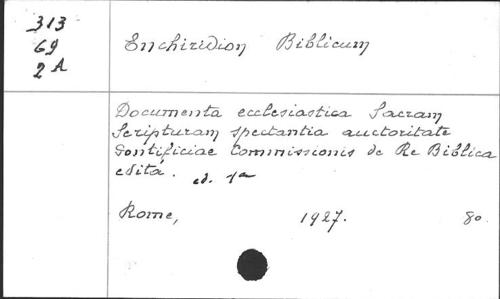 313
69
2 A
Enchiridion Biblicum
Documenta ecclesiastica Sacram
Scripturam spectantia auctoritate
Pontificiae Commissionis de Re Biblica
edita. ed. 1a
Rome, 1927. 8o